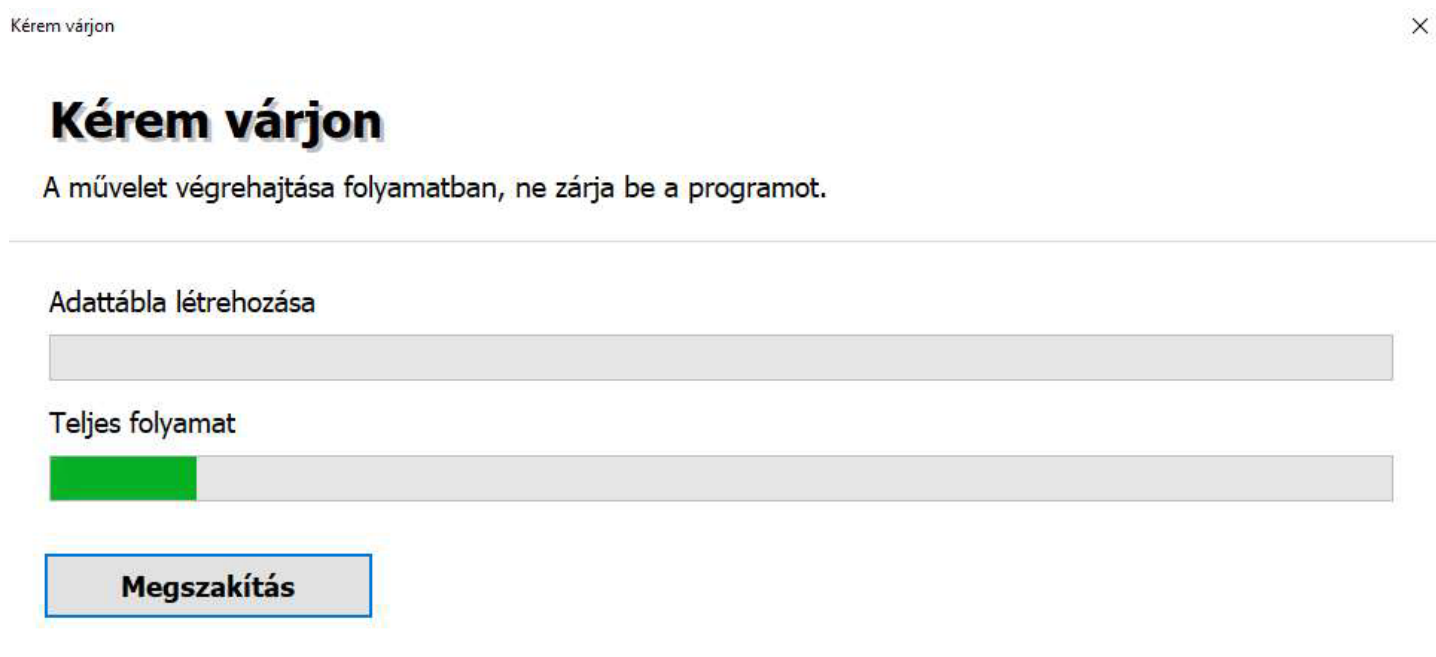 Kérem várjon
Kérem várjon
A művelet végrehajtása folyamatban, ne zárja be a programot.
Adattábla létrehozása
Teljes folyamat
Megszakítás